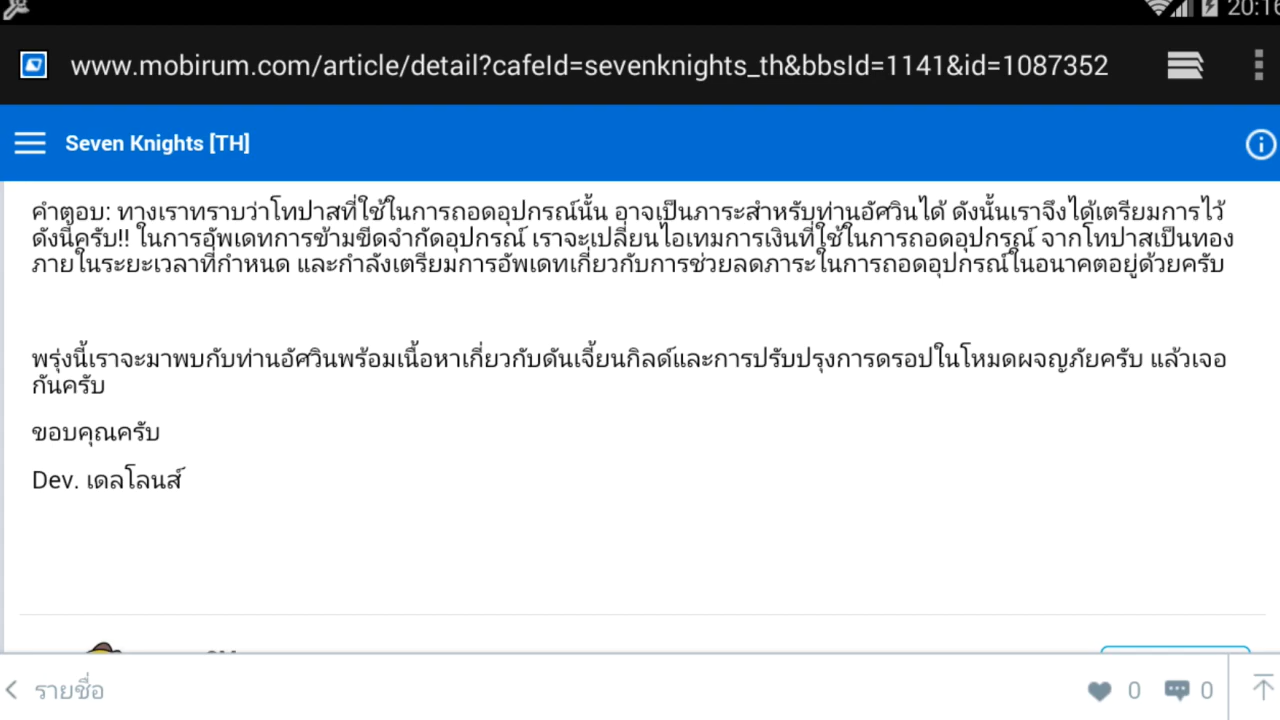 20:16
www.mobirum.com/article/detail?cafeId=sevenknights_th&bbsId=1141&id=1087352
Seven Knights [TH]
คำตอบ: ทางเราทราบว่าโทปาสที่ใช้ในการถอดอุปกรณ์นั้น อาจเป็นภาระสำหรับท่านอัศวินได้ ดังนั้นเราจึงได้เตรียมการไว้
ดังนี้ครับ!! ในการอัพเดทการข้ามขีดจำกัดอุปกรณ์ เราจะเปลี่ยนไอเทมการเงินที่ใช้ในการถอดอุปกรณ์ จากโทปาสเป็นทอง
ภายในระยะเวลาที่กำหนด และกำลังเตรียมการอัพเดทเกี่ยวกับการช่วยลดภาระในการถอดอุปกรณ์ในอนาคตอยู่ด้วยครับ
พรุ่งนี้เราจะมาพบกับท่านอัศวินพร้อมเนื้อหาเกี่ยวกับดันเจี้ยนกิลด์และการปรับปรุงการดรอปในโหมดผจญภัยครับ แล้วเจอ
กันครับ
ขอบคุณครับ
Dev. เดลโลนส์
รายชื่อ
0
0